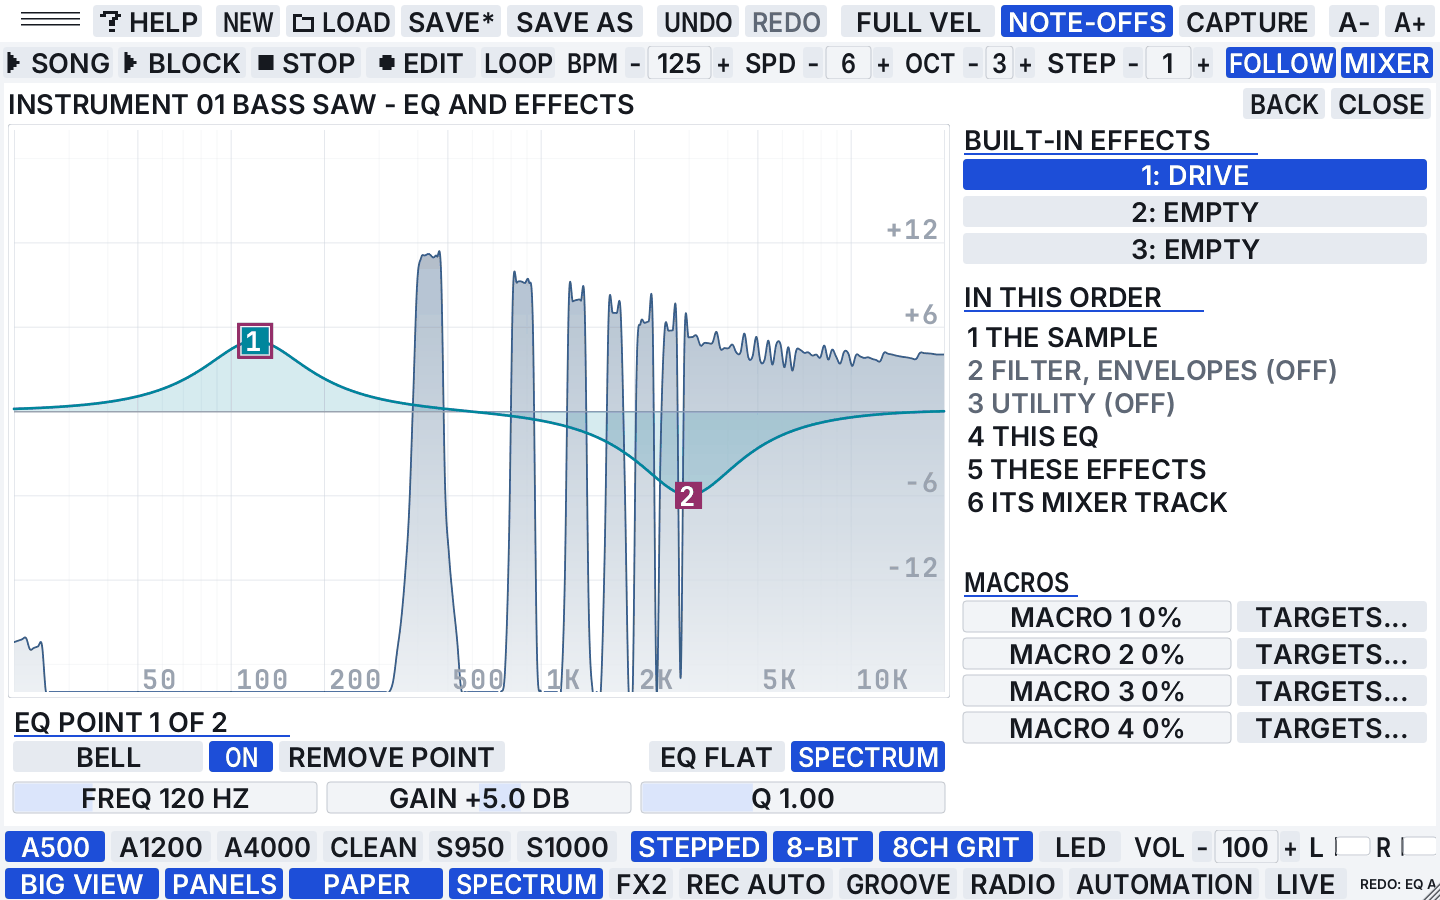 HELP NEW LOAD SAVE* SAVE AS UNDO REDO FULL VEL NOTE-OFFS CAPTURE A- A+
SONG BLOCK STOP EDIT LOOP BPM - 125 + SPD - 6 + OCT - 3 + STEP - 1 + FOLLOW MIXER
INSTRUMENT 01 BASS SAW - EQ AND EFFECTS BACK CLOSE
+12
+6
-6
-12
1
2
50 100 200 500 1K 2K 5K 10K
BUILT-IN EFFECTS
1: DRIVE
2: EMPTY
3: EMPTY
IN THIS ORDER
1 THE SAMPLE
2 FILTER, ENVELOPES (OFF)
3 UTILITY (OFF)
4 THIS EQ
5 THESE EFFECTS
6 ITS MIXER TRACK
MACROS
MACRO 1 0% TARGETS...
MACRO 2 0% TARGETS...
MACRO 3 0% TARGETS...
MACRO 4 0% TARGETS...
EQ POINT 1 OF 2
BELL ON REMOVE POINT EQ FLAT SPECTRUM
FREQ 120 HZ GAIN +5.0 DB Q 1.00
A500 A1200 A4000 CLEAN S950 S1000 STEPPED 8-BIT 8CH GRIT LED VOL - 100 + L R
BIG VIEW PANELS PAPER SPECTRUM FX2 REC AUTO GROOVE RADIO AUTOMATION LIVE REDO: EQ A